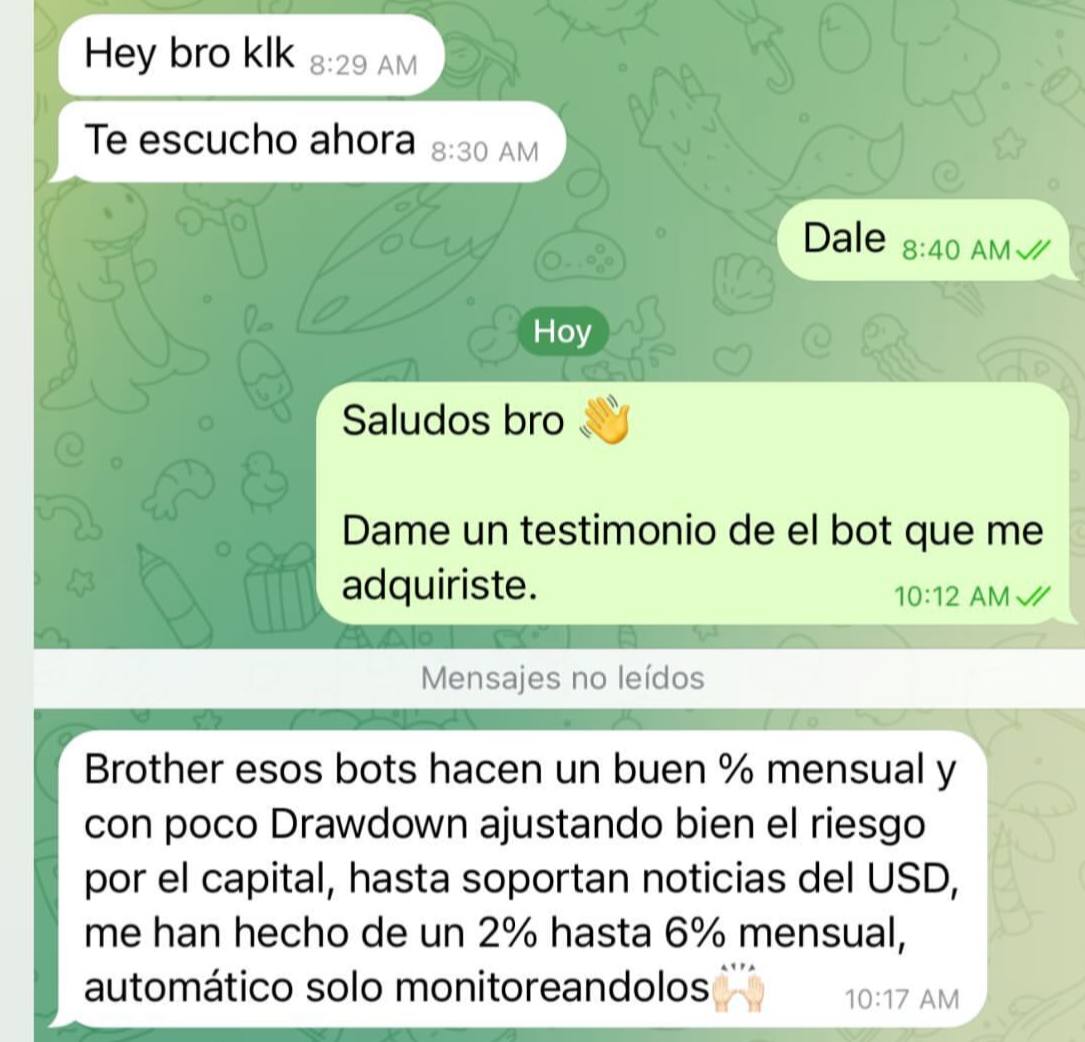 Hey bro klk 8:29 AM
Te escucho ahora 8:30 AM
Dale 8:40 AM
Hoy
Saludos bro 👋
Dame un testimonio de el bot que me
adquiriste. 10:12 AM
Mensajes no leídos
Brother esos bots hacen un buen % mensual y
con poco Drawdown ajustando bien el riesgo
por el capital, hasta soportan noticias del USD,
me han hecho de un 2% hasta 6% mensual,
automático solo monitoreandolos🙌🏻 10:17 AM